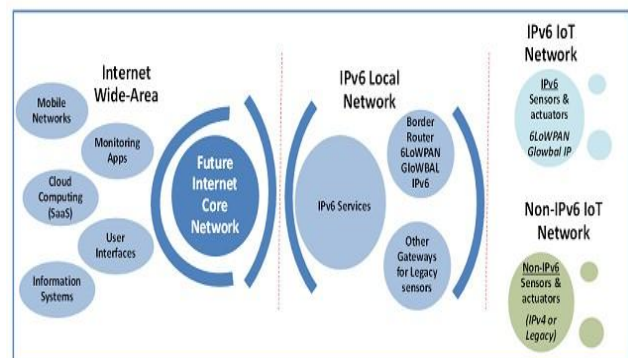 Internet
Wide-Area
Mobile
Networks
Monitoring
Apps
Cloud
Computing
(SaaS)
User
Interfaces
Information
Systems
Future
Internet
Core
Network
IPv6 Local
Network
IPv6 Services
Border
Router
6LoWPAN
GloWBAL
IPv6
Other
Gateways
for Legacy
sensors
IPv6 IoT
Network
IPv6
Sensors &
actuators
6LoWPAN
Glowbal IP
Non-IPv6 IoT
Network
Non-IPv6
Sensors &
actuators
(IPv4 or
Legacy)